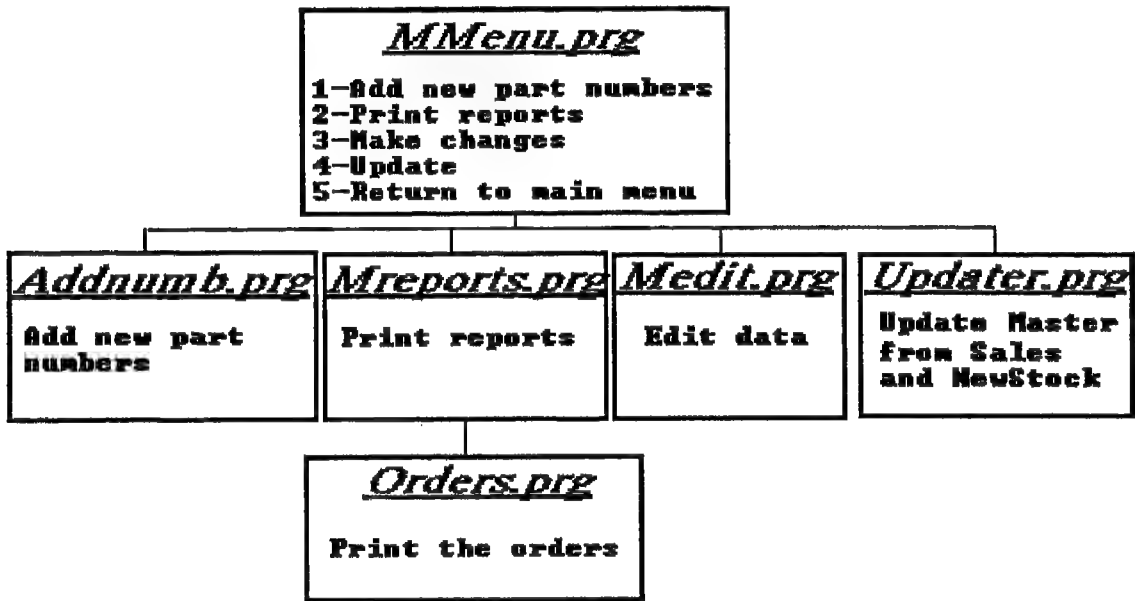 MMenu.prg
1-Add new part numbers
2-Print reports
3-Make changes
4-Update
5-Return to main menu
Addnumb.prg
Add new part
numbers
Mreports.prg
Print reports
Medit.prg
Edit data
Updater.prg
Update Master
from Sales
and NewStock
Orders.prg
Print the orders